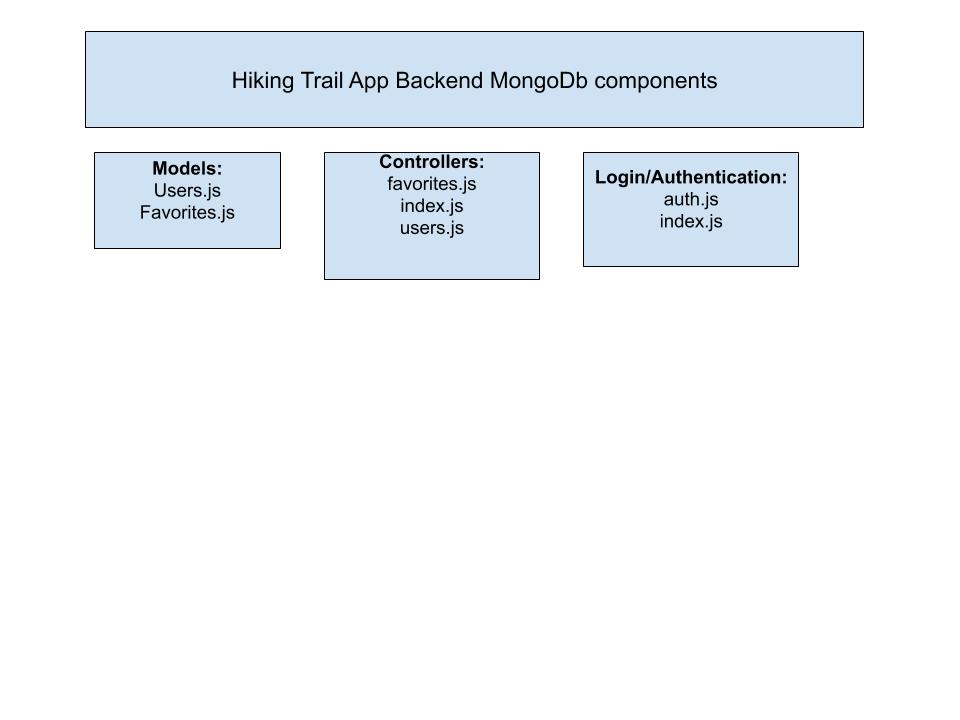 Hiking Trail App Backend MongoDb components
Models:
Users.js
Favorites.js
Controllers:
favorites.js
index.js
users.js
Login/Authentication:
auth.js
index.js